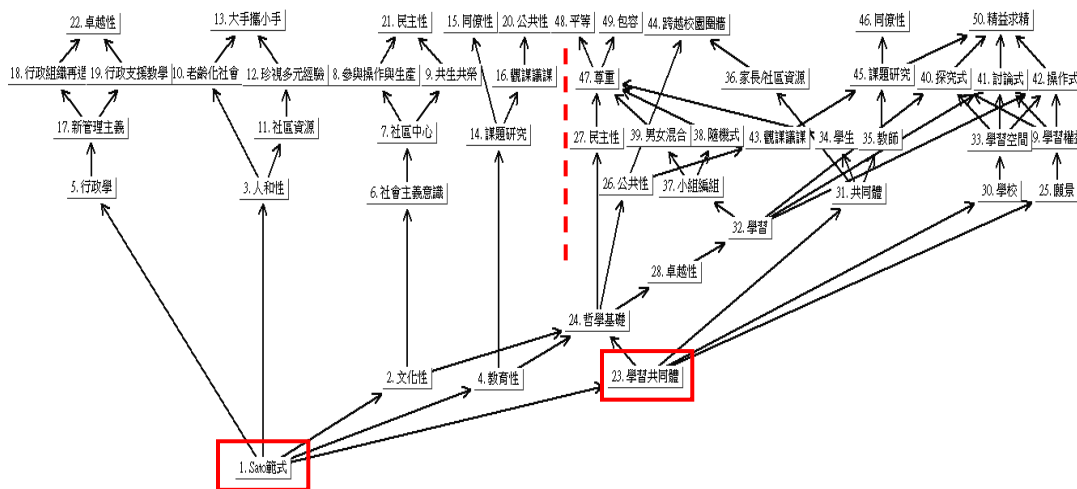 22.卓越性
13.大手攜小手
21.民主性
15.同僚性
20.公共性
48.平等
49.包容
44.跨越校園圍牆
46.同僚性
50.精益求精
18.行政組織再造
19.行政支援教學
10.老齡化社會
12.珍視多元經驗
8.參與操作與生產
9.共生共榮
16.觀課議課
47.尊重
36.家長/社區資源
45.課題研究
40.探究式
41.討論式
42.操作式
17.新管理主義
11.社區資源
7.社區中心
14.課題研究
27.民主性
39.男女混合
38.隨機式
43.觀課議課
34.學生
35.教師
33.學習空間
29.學習權益
5.行政學
3.人和性
6.社會主義意識
26.公共性
37.小組編組
31.共同體
30.學校
25.願景
32.學習
28.卓越性
24.哲學基礎
2.文化性
4.教育性
23.學習共同體
1.Sato範式